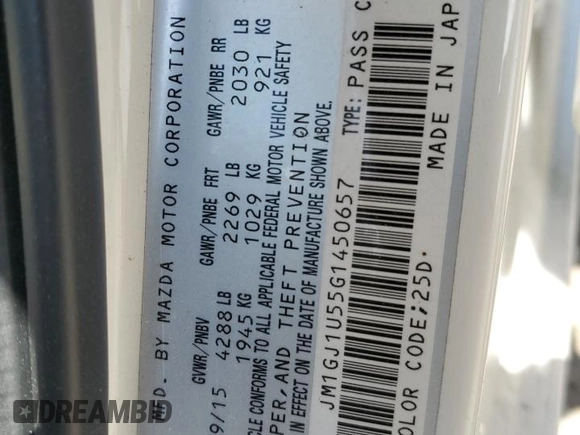 MFD. BY MAZDA MOTOR CORPORATION
GVWR/PNBV GAWR/PNBE FRT GAWR/PNBE RR
9/15 4288 LB 2269 LB 2030 LB
1945 KG 1029 KG 921 KG
CLE CONFORMS TO ALL APPLICABLE FEDERAL MOTOR VEHICLE SAFETY
PER, AND THEFT PREVENTION
IN EFFECT ON THE DATE OF MANUFACTURE SHOWN ABOVE.
JM1GJ1U55G1450657 TYPE: PASS C
MADE IN JAP
OLOR CODE;25D·
DREAMBID